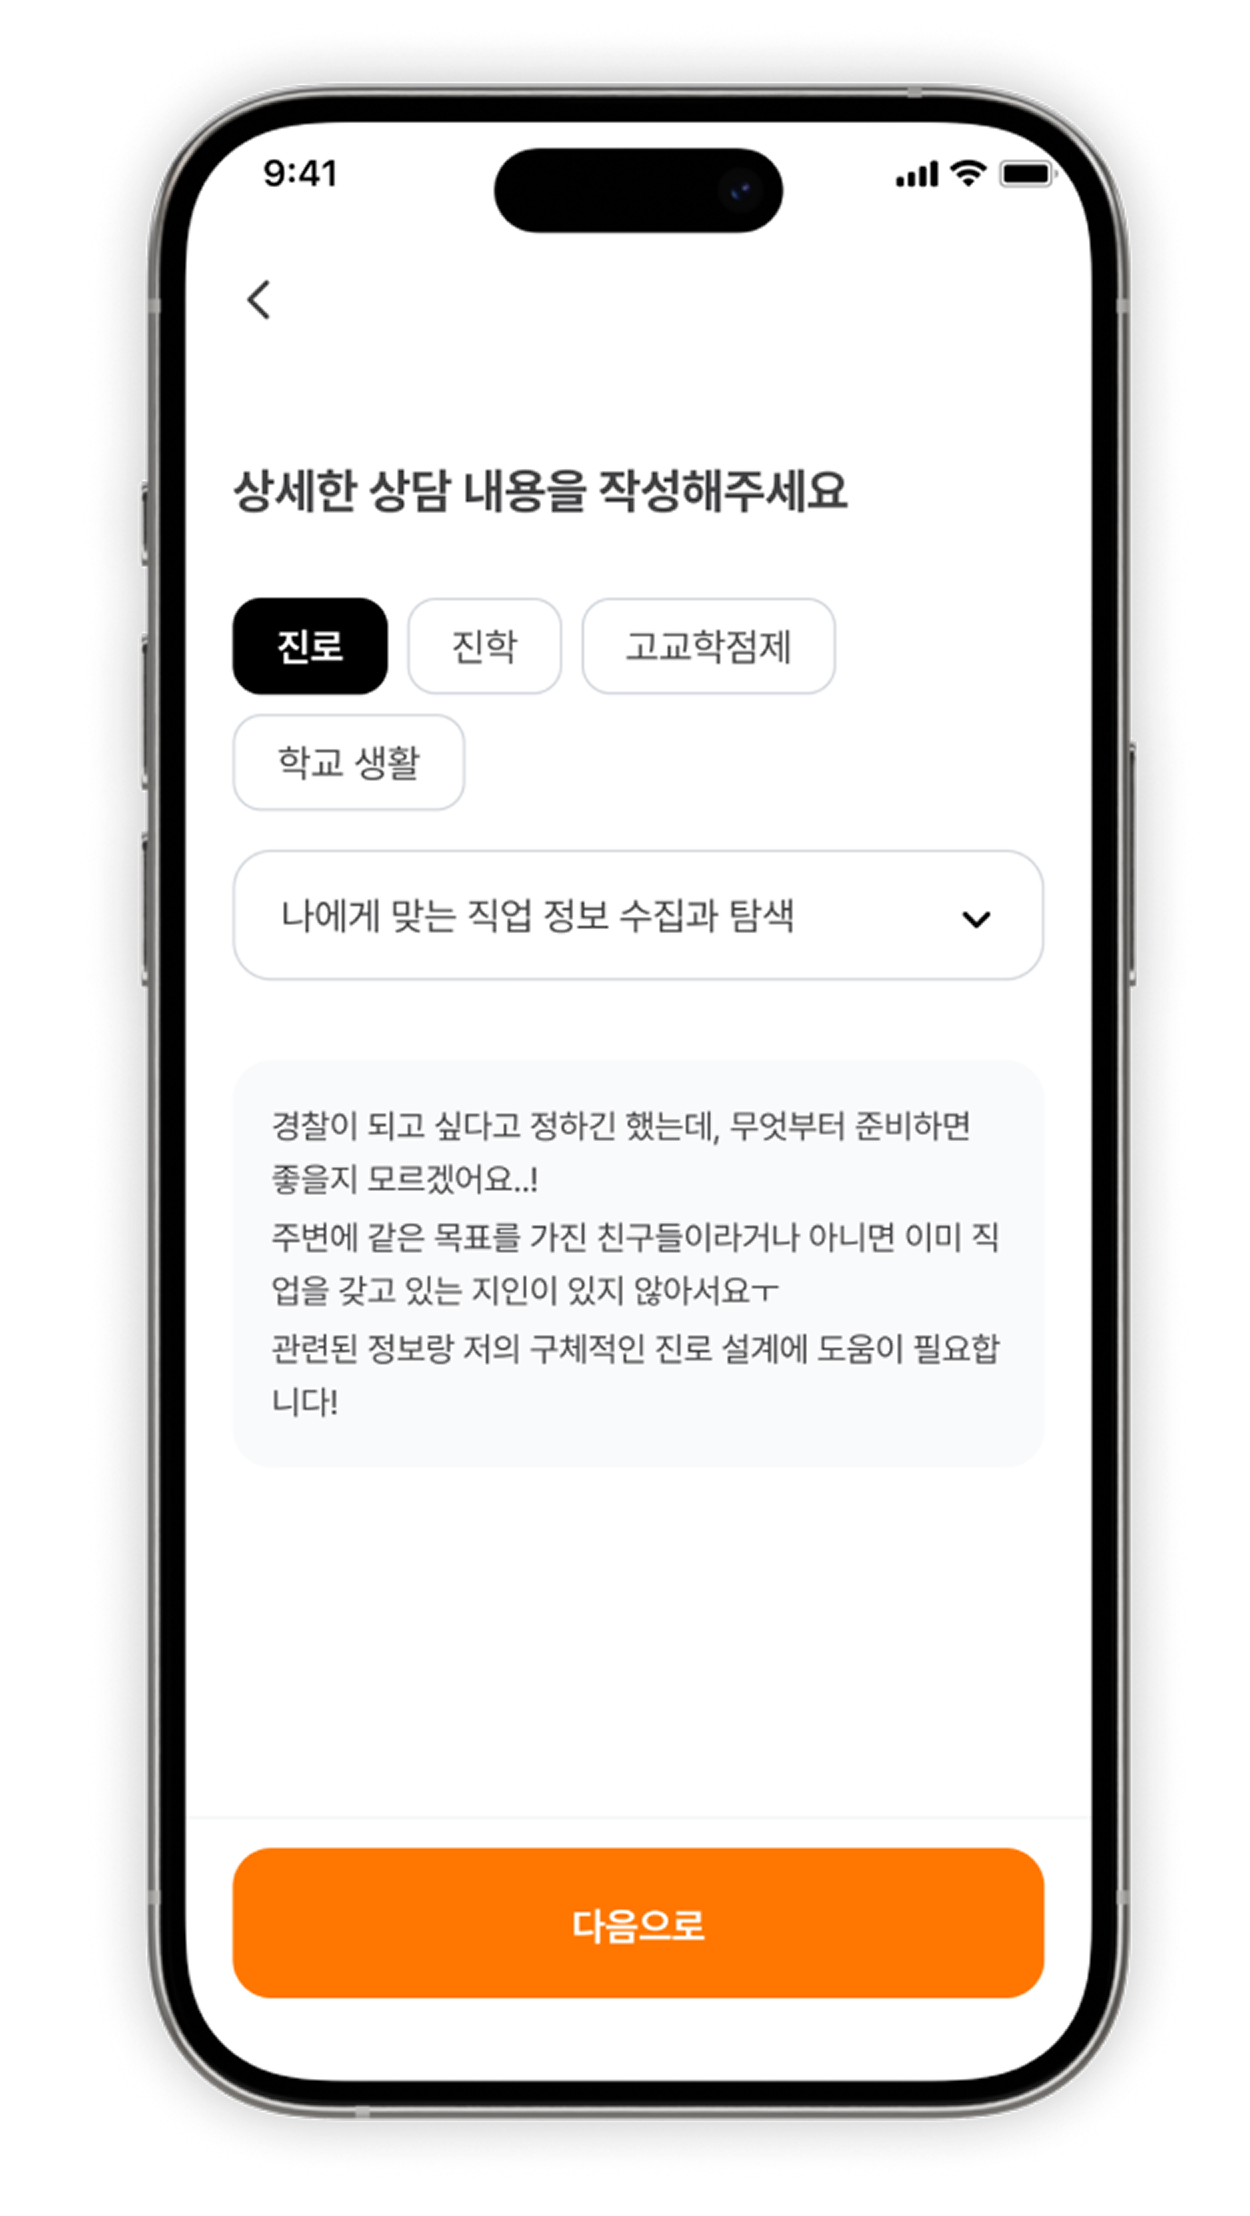 9:41
상세한 상담 내용을 작성해주세요
진로
진학
고교학점제
학교 생활
나에게 맞는 직업 정보 수집과 탐색
경찰이 되고 싶다고 정하긴 했는데, 무엇부터 준비하면
좋을지 모르겠어요..!
주변에 같은 목표를 가진 친구들이라거나 아니면 이미 직
업을 갖고 있는 지인이 있지 않아서요ㅜ
관련된 정보랑 저의 구체적인 진로 설계에 도움이 필요합
니다!
다음으로